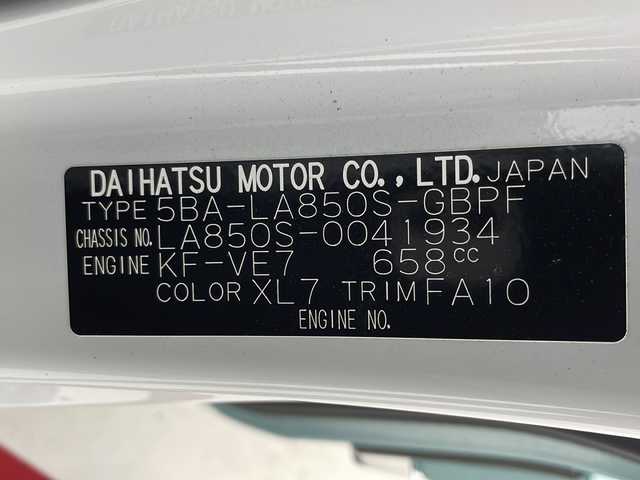 DAIHATSU MOTOR CO., LTD. JAPAN
TYPE 5BA-LA850S-GBPF
CHASSIS NO. LA850S-0041934
ENGINE KF-VE7 658cc
COLOR XL7 TRIM FA10
ENGINE NO.